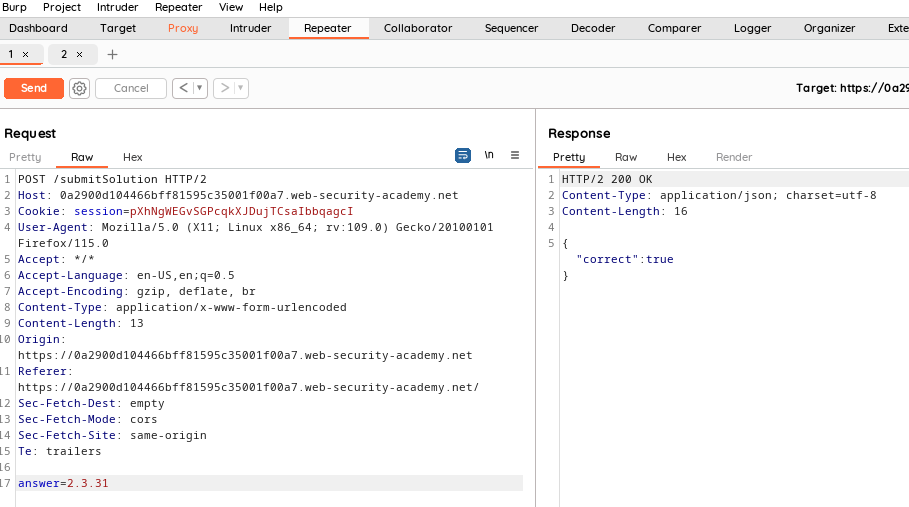 Burp Project Intruder Repeater View Help
Dashboard Target Proxy Intruder Repeater Collaborator Sequencer Decoder Comparer Logger Organizer Exte
1 × 2 × +
Send Cancel < > Target: https://0a29
Request
Pretty Raw Hex \n
1 POST /submitSolution HTTP/2
2 Host: 0a2900d104466bff81595c35001f00a7.web-security-academy.net
3 Cookie: session=pXhNgWEGvSGPcqkXJDujTCsaIbbqagcI
4 User-Agent: Mozilla/5.0 (X11; Linux x86_64; rv:109.0) Gecko/20100101
Firefox/115.0
5 Accept: */*
6 Accept-Language: en-US,en;q=0.5
7 Accept-Encoding: gzip, deflate, br
8 Content-Type: application/x-www-form-urlencoded
9 Content-Length: 13
10 Origin:
https://0a2900d104466bff81595c35001f00a7.web-security-academy.net
11 Referer:
https://0a2900d104466bff81595c35001f00a7.web-security-academy.net/
12 Sec-Fetch-Dest: empty
13 Sec-Fetch-Mode: cors
14 Sec-Fetch-Site: same-origin
15 Te: trailers
16
17 answer=2.3.31
Response
Pretty Raw Hex Render
1 HTTP/2 200 OK
2 Content-Type: application/json; charset=utf-8
3 Content-Length: 16
4
5 {
"correct":true
}